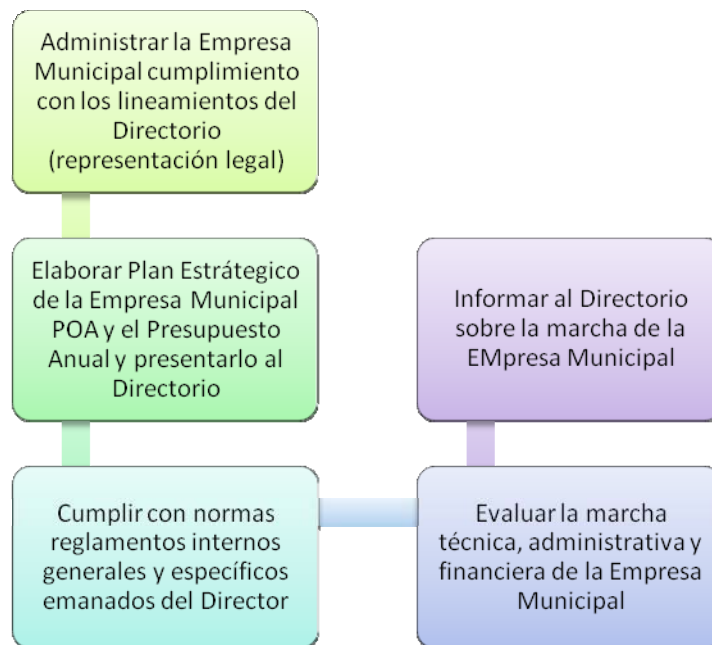 Administrar la Empresa
Municipal cumplimiento
con los lineamientos del
Directorio
(representación legal)
Elaborar Plan Estrátegico
de la Empresa Municipal
POA y el Presupuesto
Anual y presentarlo al
Directorio
Cumplir con normas
reglamentos internos
generales y específicos
emanados del Director
Evaluar la marcha
técnica, administrativa y
financiera de la Empresa
Municipal
Informar al Directorio
sobre la marcha de la
EMpresa Municipal